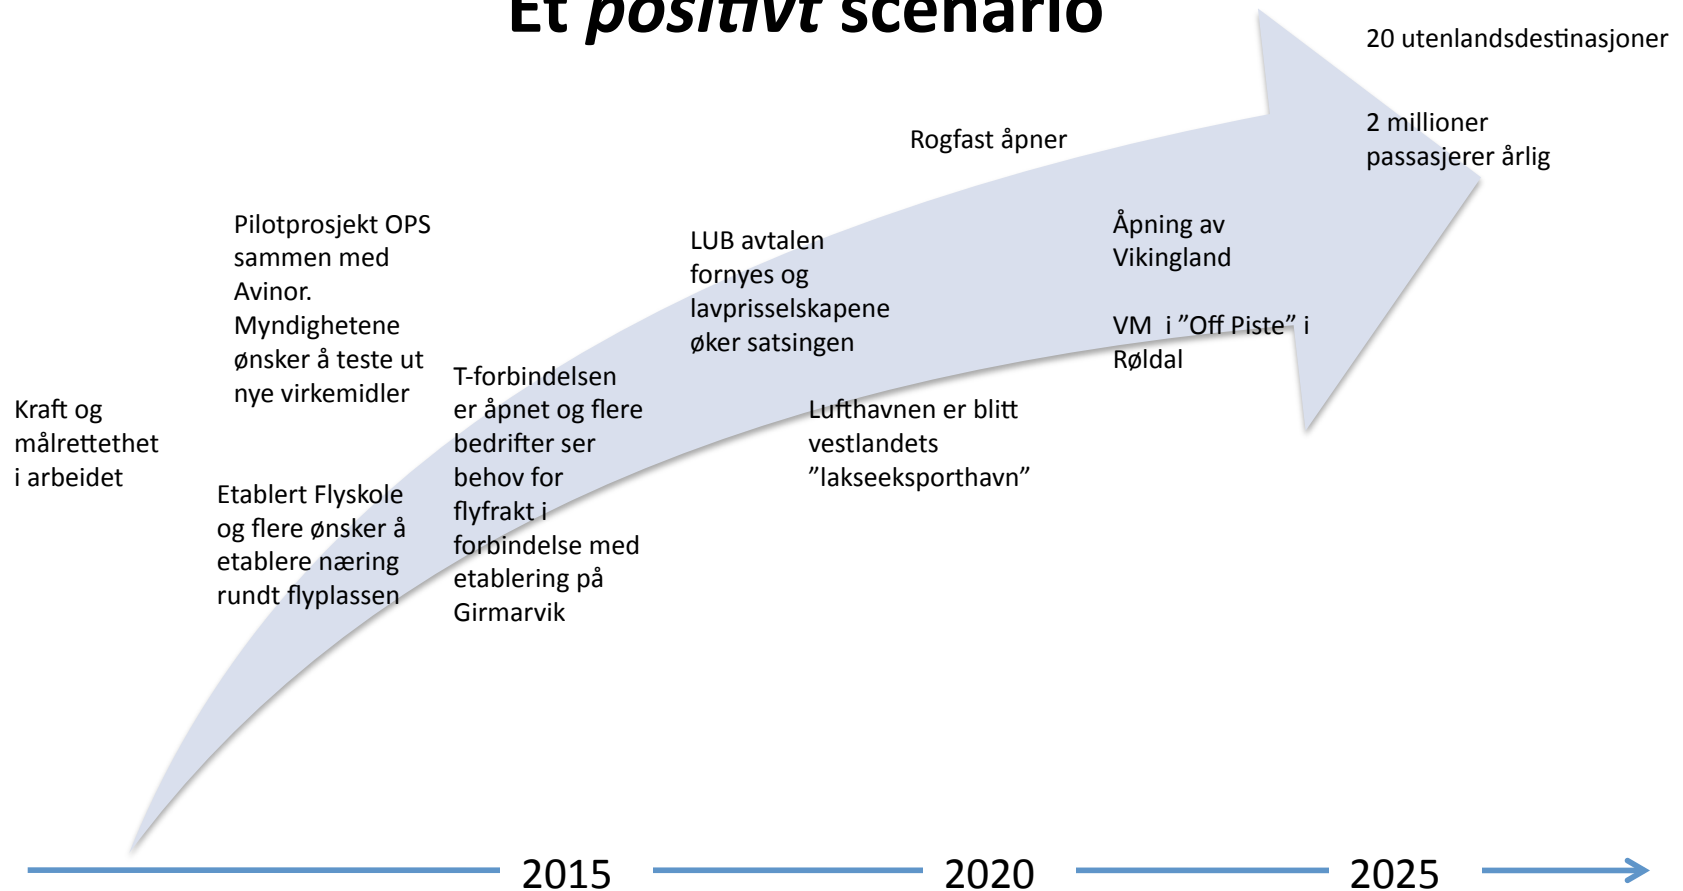 Et positivt scenario
Kraft og
målrettethet
i arbeidet
Pilotprosjekt OPS
sammen med
Avinor.
Myndighetene
ønsker å teste ut
nye virkemidler
Etablert Flyskole
og flere ønsker å
etablere næring
rundt flyplassen
T-forbindelsen
er åpnet og flere
bedrifter ser
behov for
flyfrakt i
forbindelse med
etablering på
Girmarvik
LUB avtalen
fornyes og
lavprisselskapene
øker satsingen
Lufthavnen er blitt
vestlandets
”lakseeksporthavn”
Rogfast åpner
Åpning av
Vikingland
VM  i ”Off Piste” i
Røldal
20 utenlandsdestinasjoner
2 millioner
passasjerer årlig
2015
2020
2025